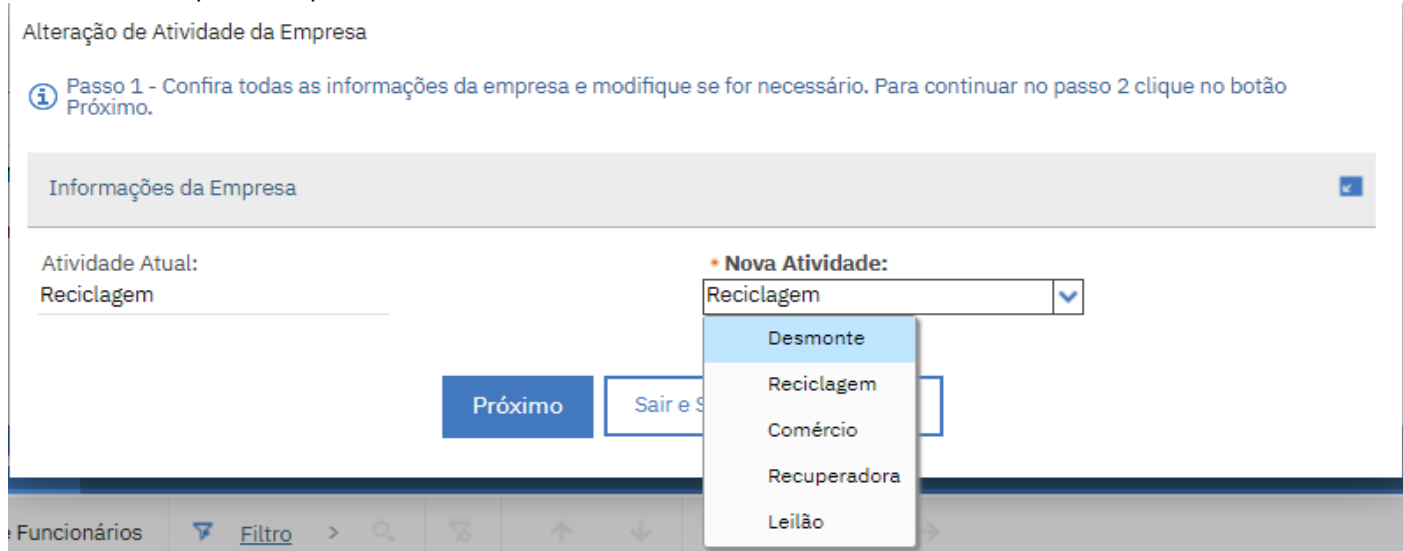 Alteração de Atividade da Empresa
Passo 1 - Confira todas as informações da empresa e modifique se for necessário. Para continuar no passo 2 clique no botão
Próximo.
Informações da Empresa
Atividade Atual:
Reciclagem
• Nova Atividade:
Reciclagem
Desmonte
Reciclagem
Comércio
Recuperadora
Leilão
Próximo
Sair e
Funcionários
Filtro
>